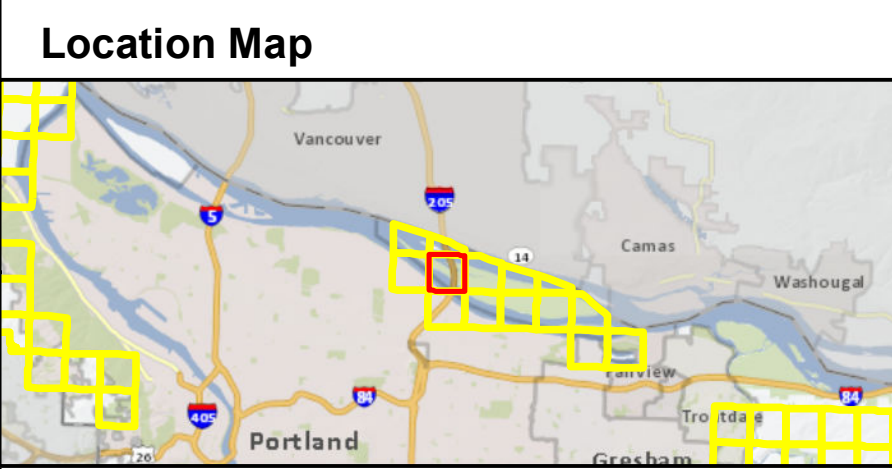 Location Map
Vancouver
205
5
14
Camas
Washougal
Fairview
84
84
405
Troutdale
Portland
26
Gresham